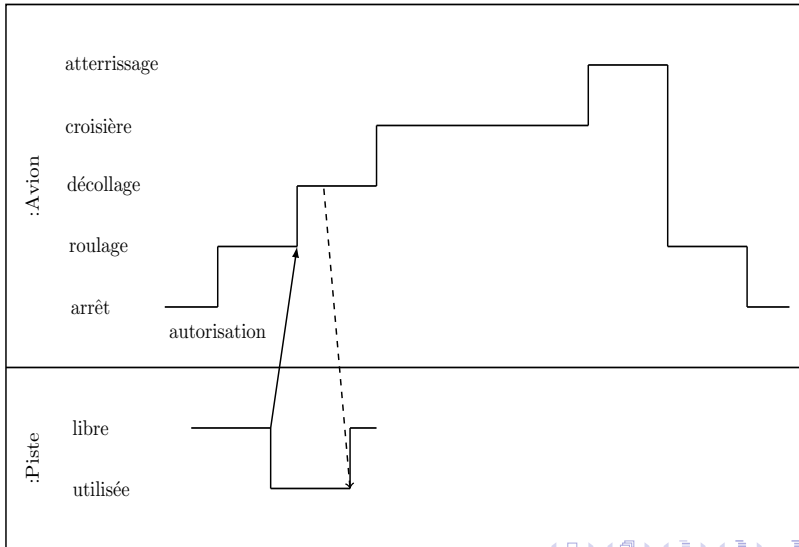 :Avion
atterrissage
croisière
décollage
roulage
arrêt
autorisation
:Piste
libre
utilisée